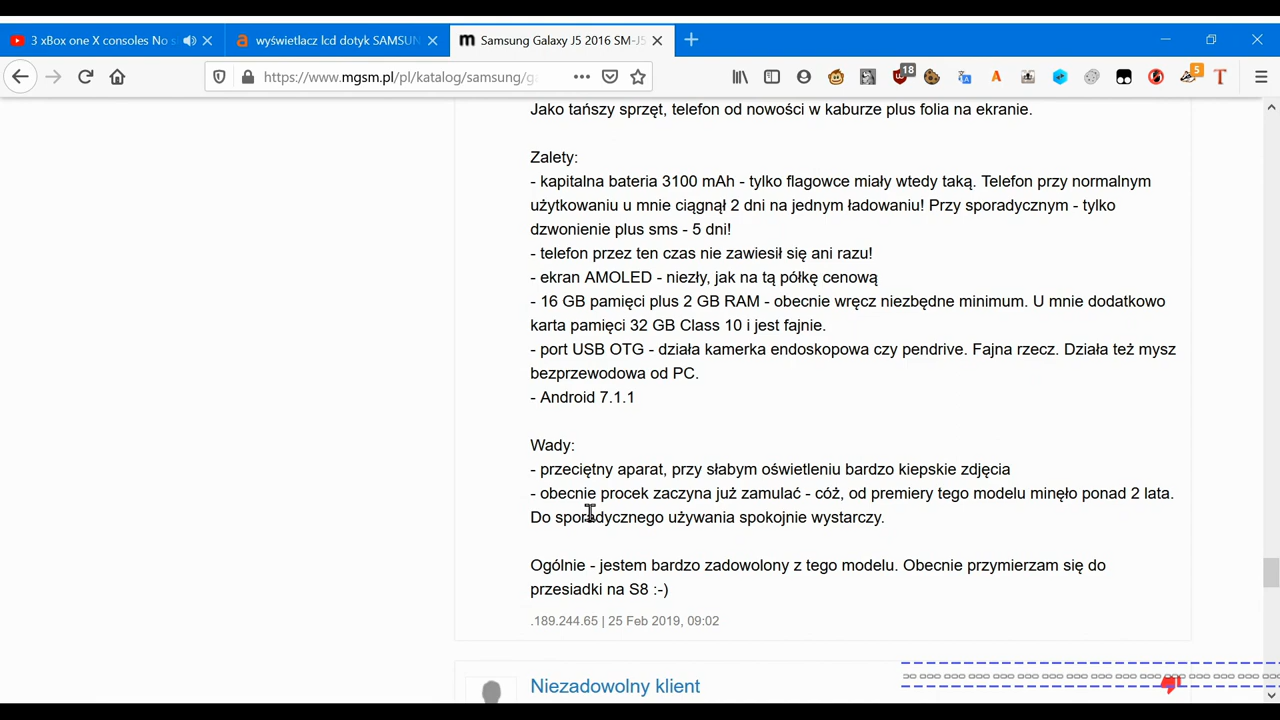 3 xBox one X consoles No s
wyświetlacz lcd dotyk SAMSUN
Samsung Galaxy J5 2016 SM-J5
https://www.mgsm.pl/pl/katalog/samsung/ga
18
5
Jako tańszy sprzęt, telefon od nowości w kaburze plus folia na ekranie.
Zalety:
- kapitalna bateria 3100 mAh - tylko flagowce miały wtedy taką. Telefon przy normalnym
użytkowaniu u mnie ciągnął 2 dni na jednym ładowaniu! Przy sporadycznym - tylko
dzwonienie plus sms - 5 dni!
- telefon przez ten czas nie zawiesił się ani razu!
- ekran AMOLED - niezły, jak na tą półkę cenową
- 16 GB pamięci plus 2 GB RAM - obecnie wręcz niezbędne minimum. U mnie dodatkowo
karta pamięci 32 GB Class 10 i jest fajnie.
- port USB OTG - działa kamerka endoskopowa czy pendrive. Fajna rzecz. Działa też mysz
bezprzewodowa od PC.
- Android 7.1.1
Wady:
- przeciętny aparat, przy słabym oświetleniu bardzo kiepskie zdjęcia
- obecnie procek zaczyna już zamulać - cóż, od premiery tego modelu minęło ponad 2 lata.
Do sporadycznego używania spokojnie wystarczy.
Ogólnie - jestem bardzo zadowolony z tego modelu. Obecnie przymierzam się do
przesiadki na S8 :-)
.189.244.65 | 25 Feb 2019, 09:02
Niezadowolny klient